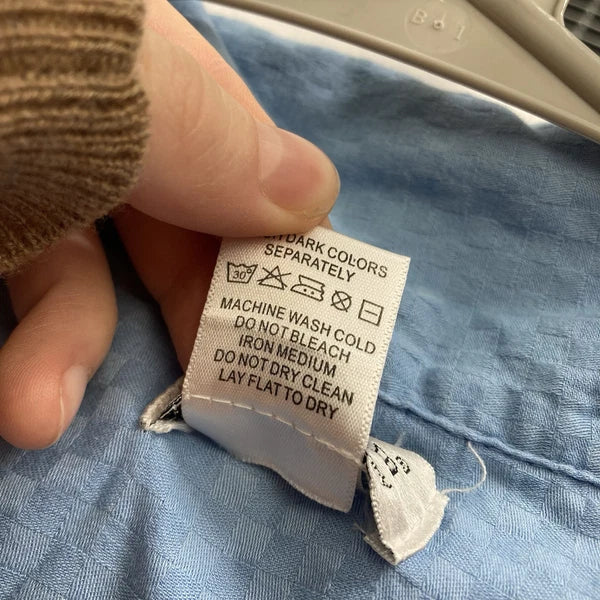 DARK COLORS
SEPARATELY
30°
MACHINE WASH COLD
DO NOT BLEACH
IRON MEDIUM
DO NOT DRY CLEAN
LAY FLAT TO DRY
B 1